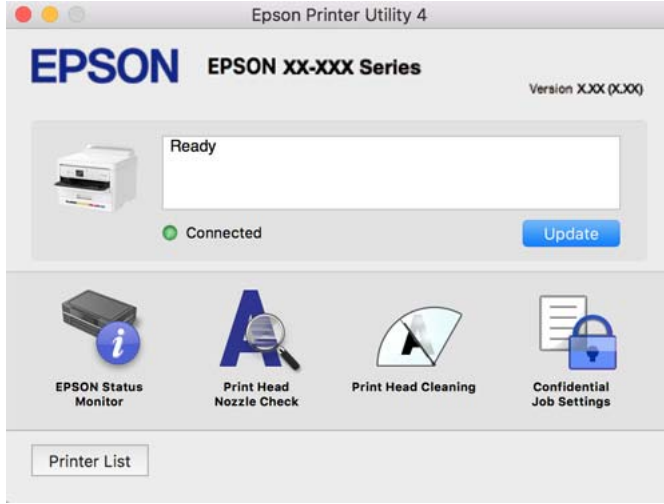 Epson Printer Utility 4
EPSON
EPSON XX-XXX Series
Version X.XX (X.XX)
Ready
Connected
Update
EPSON Status
Monitor
Print Head
Nozzle Check
Print Head Cleaning
Confidential
Job Settings
Printer List